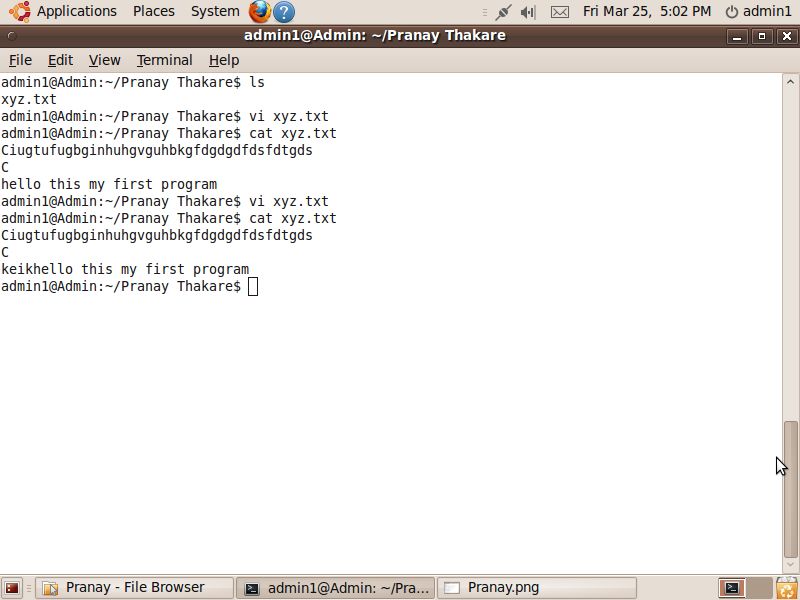 Applications Places System Fri Mar 25, 5:02 PM admin1
admin1@Admin: ~/Pranay Thakare
File Edit View Terminal Help
admin1@Admin:~/Pranay Thakare$ ls
xyz.txt
admin1@Admin:~/Pranay Thakare$ vi xyz.txt
admin1@Admin:~/Pranay Thakare$ cat xyz.txt
Ciugtufugbginhuhgvguhbkgfdgdgdfdsfdtgds
C
hello this my first program
admin1@Admin:~/Pranay Thakare$ vi xyz.txt
admin1@Admin:~/Pranay Thakare$ cat xyz.txt
Ciugtufugbginhuhgvguhbkgfdgdgdfdsfdtgds
C
keikhello this my first program
admin1@Admin:~/Pranay Thakare$
Pranay - File Browser admin1@Admin: ~/Pra... Pranay.png